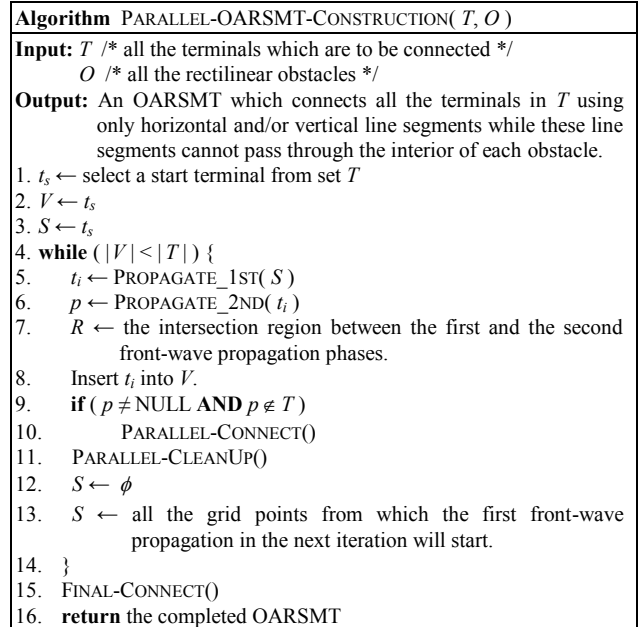 Algorithm PARALLEL-OARSMT-CONSTRUCTION( T, O )
Input: T /* all the terminals which are to be connected */
O /* all the rectilinear obstacles */
Output: An OARSMT which connects all the terminals in T using
only horizontal and/or vertical line segments while these line
segments cannot pass through the interior of each obstacle.
1. tₛ ← select a start terminal from set T
2. V ← tₛ
3. S ← tₛ
4. while ( |V| < |T| ) {
5. tᵢ ← PROPAGATE_1ST( S )
6. p ← PROPAGATE_2ND( tᵢ )
7. R ← the intersection region between the first and the second
front-wave propagation phases.
8. Insert tᵢ into V.
9. if ( p ≠ NULL AND p ∉ T )
10. PARALLEL-CONNECT()
11. PARALLEL-CLEANUP()
12. S ← ϕ
13. S ← all the grid points from which the first front-wave
propagation in the next iteration will start.
14. }
15. FINAL-CONNECT()
16. return the completed OARSMT